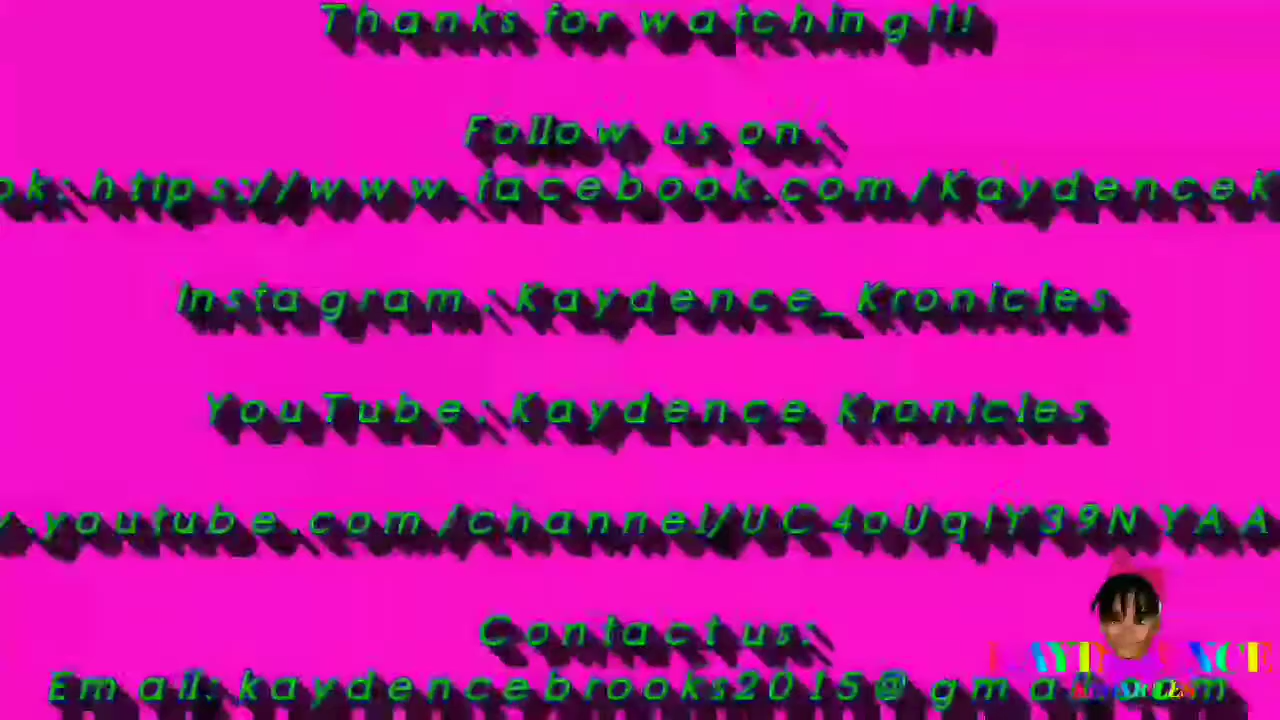 Thanks for watching!!!
Follow us on:
ok: https://www.facebook.com/KaydenceK
Instagram: Kaydence_Kronicles
YouTube: Kaydence Kronicles
.youtube.com/channel/UC4oUqIY39NYAA
Contact us:
Email: kaydencebrooks2015@gmail.com